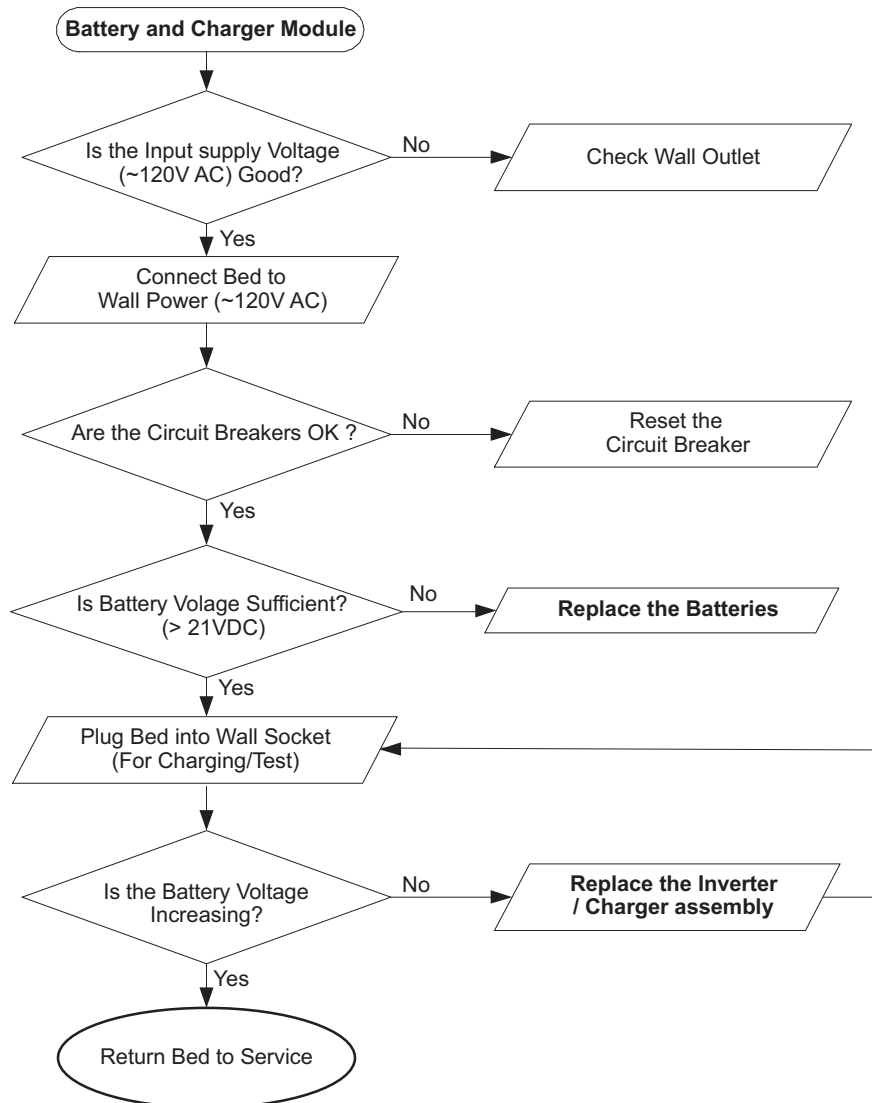 Battery and Charger Module
Is the Input supply Voltage
(~120V AC) Good?
No
Check Wall Outlet
Yes
Connect Bed to
Wall Power (~120V AC)
Are the Circuit Breakers OK ?
No
Reset the
Circuit Breaker
Yes
Is Battery Volage Sufficient?
(> 21VDC)
No
Replace the Batteries
Yes
Plug Bed into Wall Socket
(For Charging/Test)
Is the Battery Voltage
Increasing?
No
Replace the Inverter
/ Charger assembly
Yes
Return Bed to Service